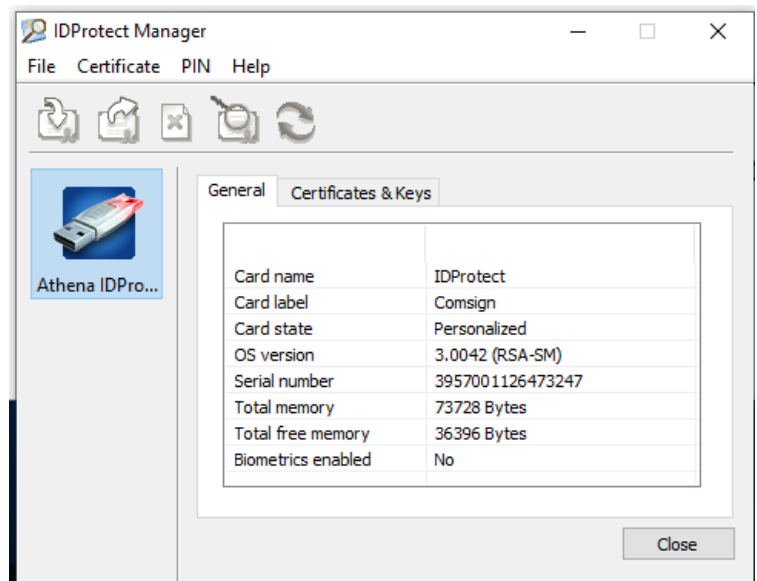 IDProtect Manager
File Certificate PIN Help
Athena IDPro...
General Certificates & Keys
Card name IDProtect
Card label Comsign
Card state Personalized
OS version 3.0042 (RSA-SM)
Serial number 3957001126473247
Total memory 73728 Bytes
Total free memory 36396 Bytes
Biometrics enabled No
Close